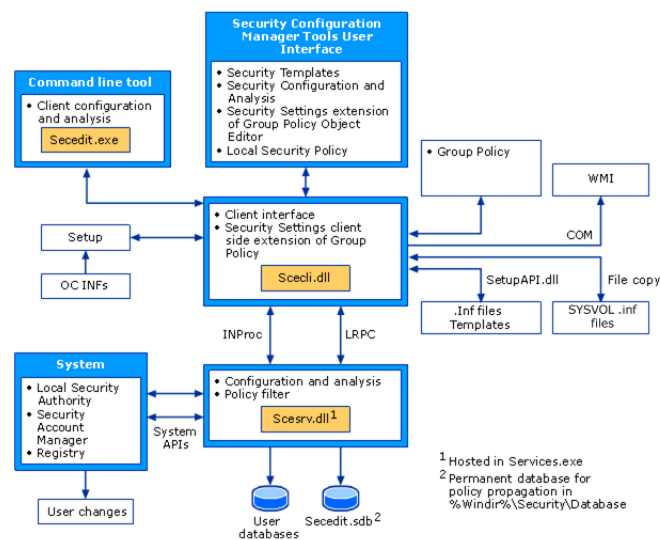 Security Configuration
Manager Tools User
Interface
• Security Templates
• Security Configuration and
Analysis
• Security Settings extension
of Group Policy Object
Editor
• Local Security Policy
Command line tool
• Client configuration
and analysis
Secedit.exe
• Group Policy
WMI
• Client interface
• Security Settings client
side extension of Group
Policy
Scecli.dll
Setup
OC INFs
COM
SetupAPI.dll
File copy
.Inf files
Templates
SYSVOL .inf
files
INProc
LRPC
System
• Local Security
Authority
• Security
Account
Manager
• Registry
System
APIs
• Configuration and analysis
• Policy filter
Scesrv.dll1
User changes
User
databases
Secedit.sdb2
1 Hosted in Services.exe
2 Permanent database for
policy propagation in
%Windir%\Security\Database